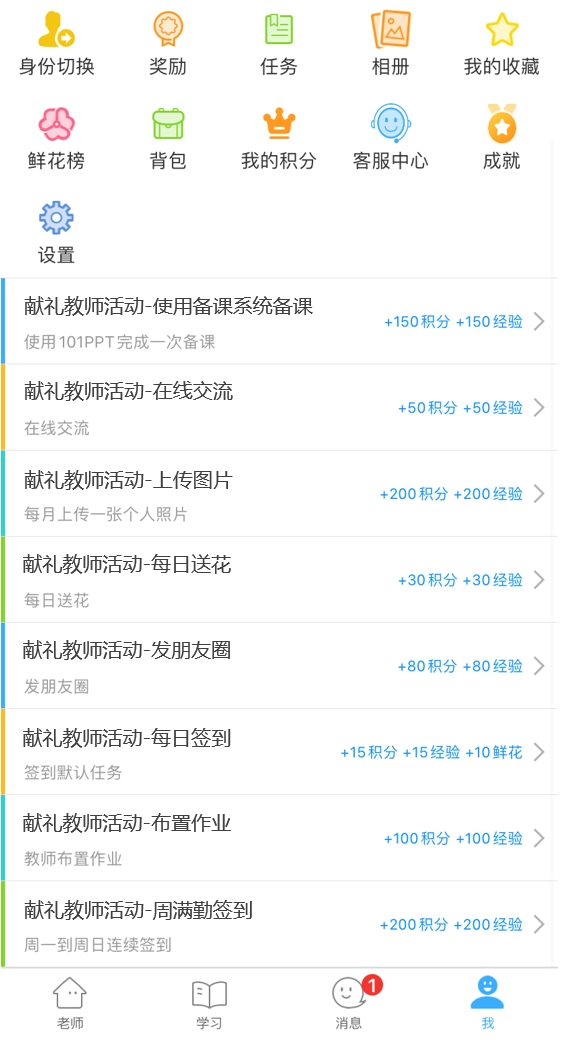 身份切换 奖励 任务 相册 我的收藏
鲜花榜 背包 我的积分 客服中心 成就
设置
献礼教师活动-使用备课系统备课
+150积分 +150经验
使用101PPT完成一次备课
献礼教师活动-在线交流
+50积分 +50经验
在线交流
献礼教师活动-上传图片
+200积分 +200经验
每月上传一张个人照片
献礼教师活动-每日送花
+30积分 +30经验
每日送花
献礼教师活动-发朋友圈
+80积分 +80经验
发朋友圈
献礼教师活动-每日签到
+15积分 +15经验 +10鲜花
签到默认任务
献礼教师活动-布置作业
+100积分 +100经验
教师布置作业
献礼教师活动-周满勤签到
+200积分 +200经验
周一到周日连续签到
1
老师 学习 消息 我